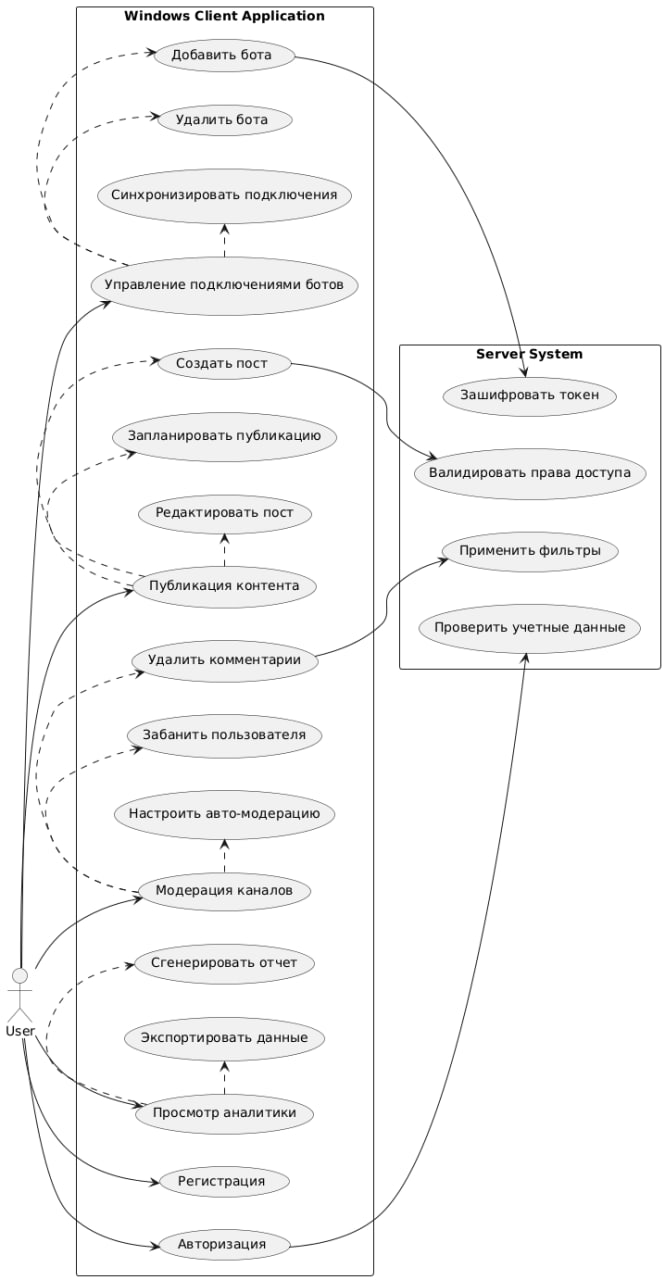 Windows Client Application
Добавить бота
Удалить бота
Синхронизировать подключения
Управление подключениями ботов
Создать пост
Запланировать публикацию
Редактировать пост
Публикация контента
Удалить комментарии
Забанить пользователя
Настроить авто-модерацию
Модерация каналов
Сгенерировать отчет
Экспортировать данные
Просмотр аналитики
Регистрация
Авторизация
User
Server System
Зашифровать токен
Валидировать права доступа
Применить фильтры
Проверить учетные данные